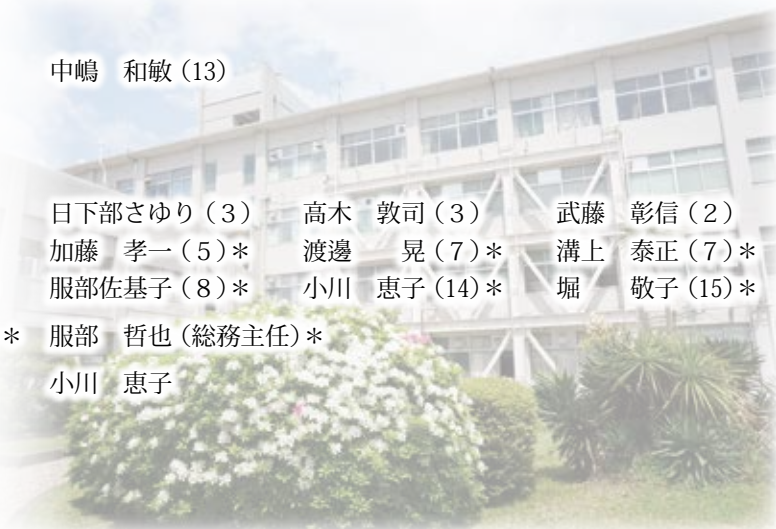 中嶋　和敏（13）
日下部さゆり（３）　高木　敦司（３）　武藤　彰信（２）
加藤　孝一（５）＊　渡邊　　晃（７）＊　溝上　泰正（７）＊
服部佐基子（８）＊　小川　恵子（14）＊　堀　　敬子（15）＊
＊　服部　哲也（総務主任）＊
小川　恵子